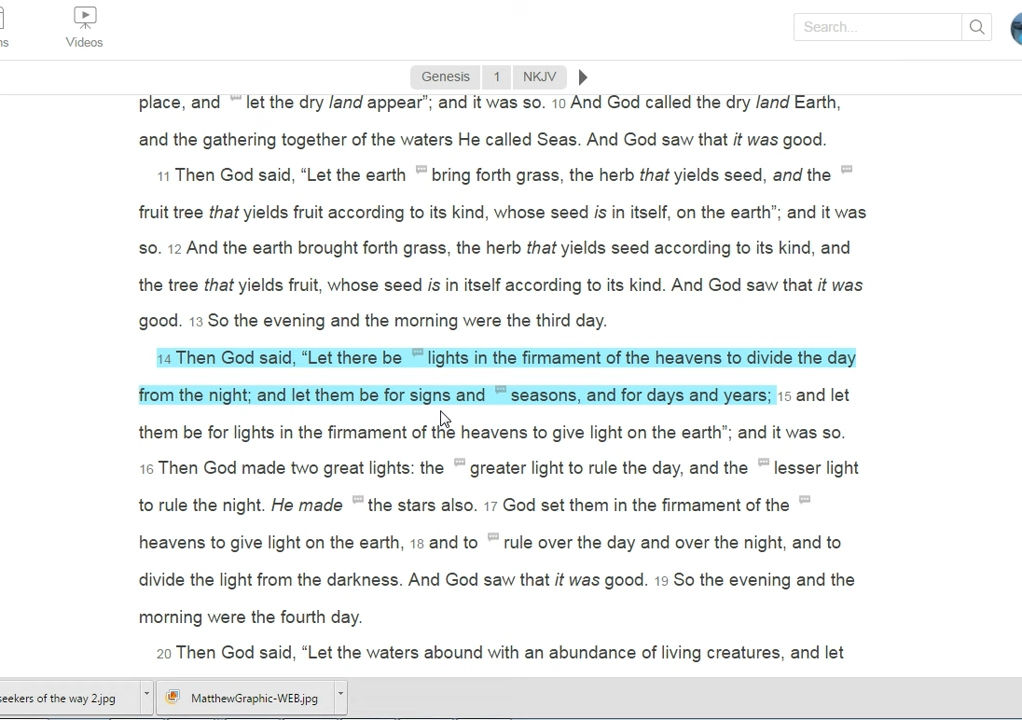 ns
Videos
Search...
Genesis 1 NKJV
place, and let the dry land appear”; and it was so. 10 And God called the dry land Earth,
and the gathering together of the waters He called Seas. And God saw that it was good.
11 Then God said, “Let the earth bring forth grass, the herb that yields seed, and the
fruit tree that yields fruit according to its kind, whose seed is in itself, on the earth”; and it was
so. 12 And the earth brought forth grass, the herb that yields seed according to its kind, and
the tree that yields fruit, whose seed is in itself according to its kind. And God saw that it was
good. 13 So the evening and the morning were the third day.
14 Then God said, “Let there be lights in the firmament of the heavens to divide the day
from the night; and let them be for signs and seasons, and for days and years; 15 and let
them be for lights in the firmament of the heavens to give light on the earth”; and it was so.
16 Then God made two great lights: the greater light to rule the day, and the lesser light
to rule the night. He made the stars also. 17 God set them in the firmament of the
heavens to give light on the earth, 18 and to rule over the day and over the night, and to
divide the light from the darkness. And God saw that it was good. 19 So the evening and the
morning were the fourth day.
20 Then God said, “Let the waters abound with an abundance of living creatures, and let
seekers of the way 2.jpg
MatthewGraphic-WEB.jpg